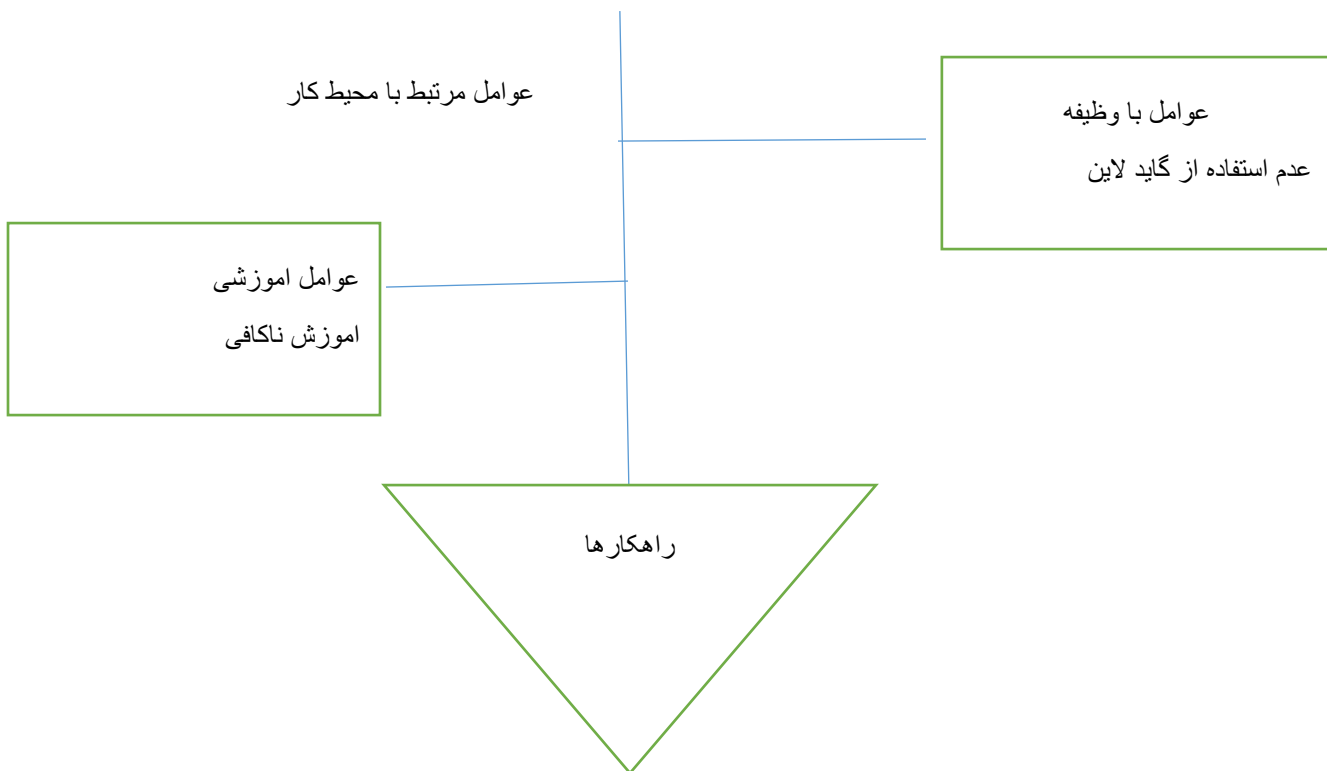 عوامل مرتبط با محیط کار
عوامل با وظیفه
عدم استفاده از گاید لاین
عوامل اموزشی
اموزش ناکافی
راهکارها